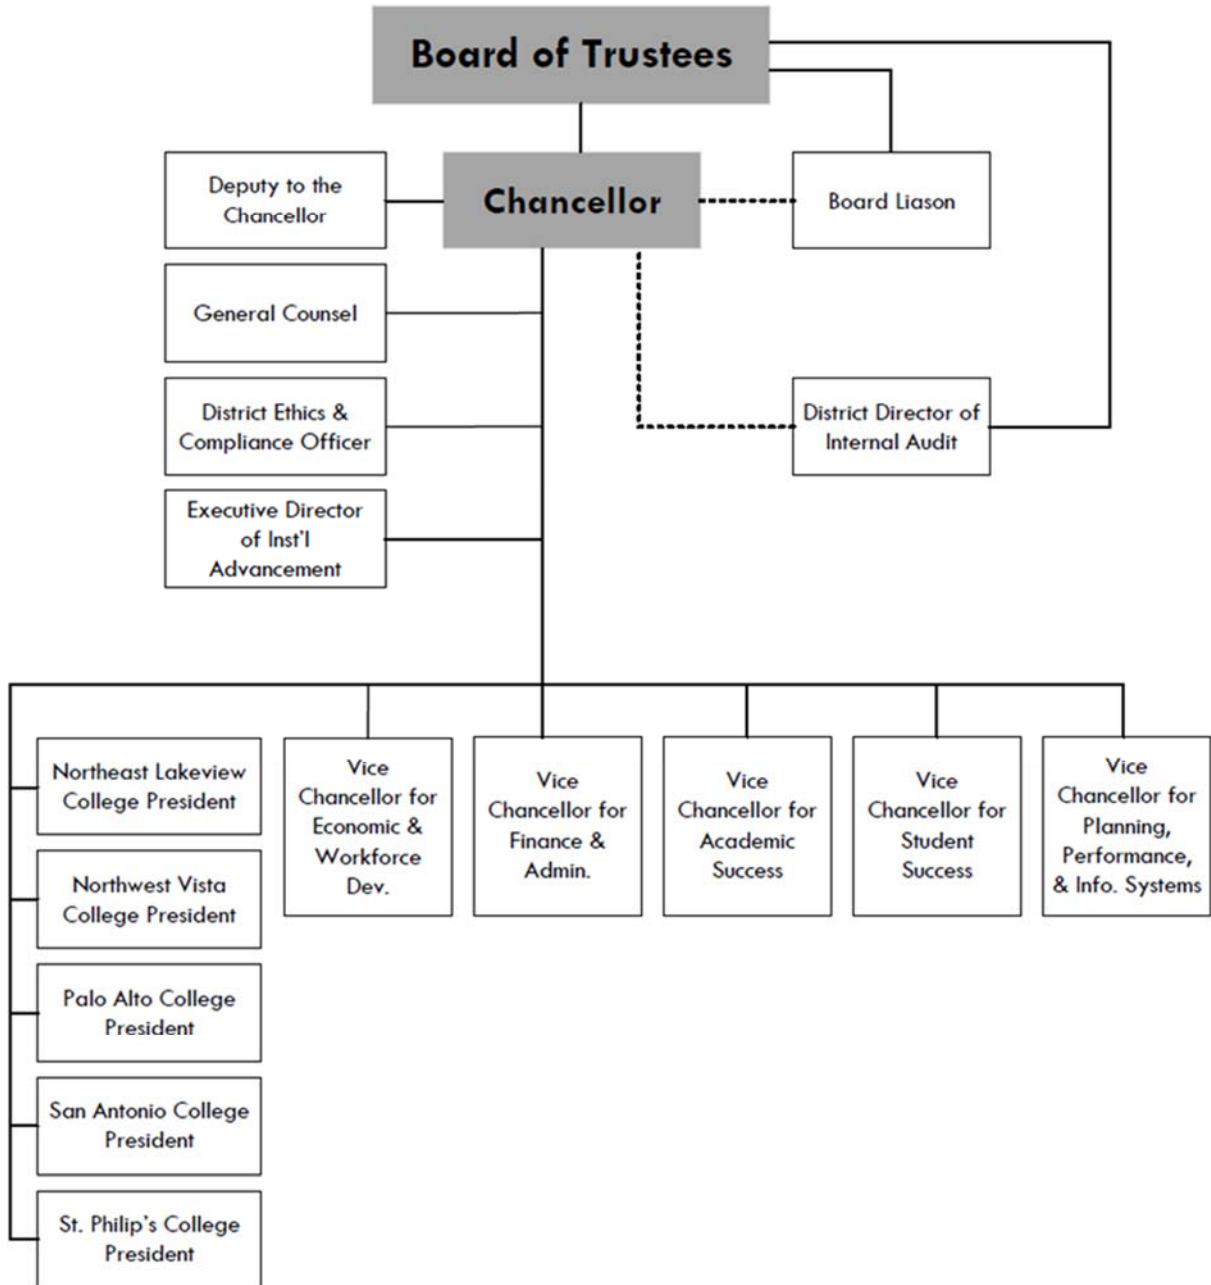 Board of Trustees
Deputy to the
Chancellor
Chancellor
Board Liason
General Counsel
District Ethics &
Compliance Officer
District Director of
Internal Audit
Executive Director
of Inst'l
Advancement
Northeast Lakeview
College President
Northwest Vista
College President
Palo Alto College
President
San Antonio College
President
St. Philip's College
President
Vice
Chancellor for
Economic &
Workforce
Dev.
Vice
Chancellor for
Finance &
Admin.
Vice
Chancellor for
Academic
Success
Vice
Chancellor for
Student
Success
Vice
Chancellor for
Planning,
Performance,
& Info. Systems